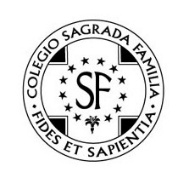 COLEGIO SAGRADA FAMILIA
SF
· FIDES ET SAPIENTIA ·